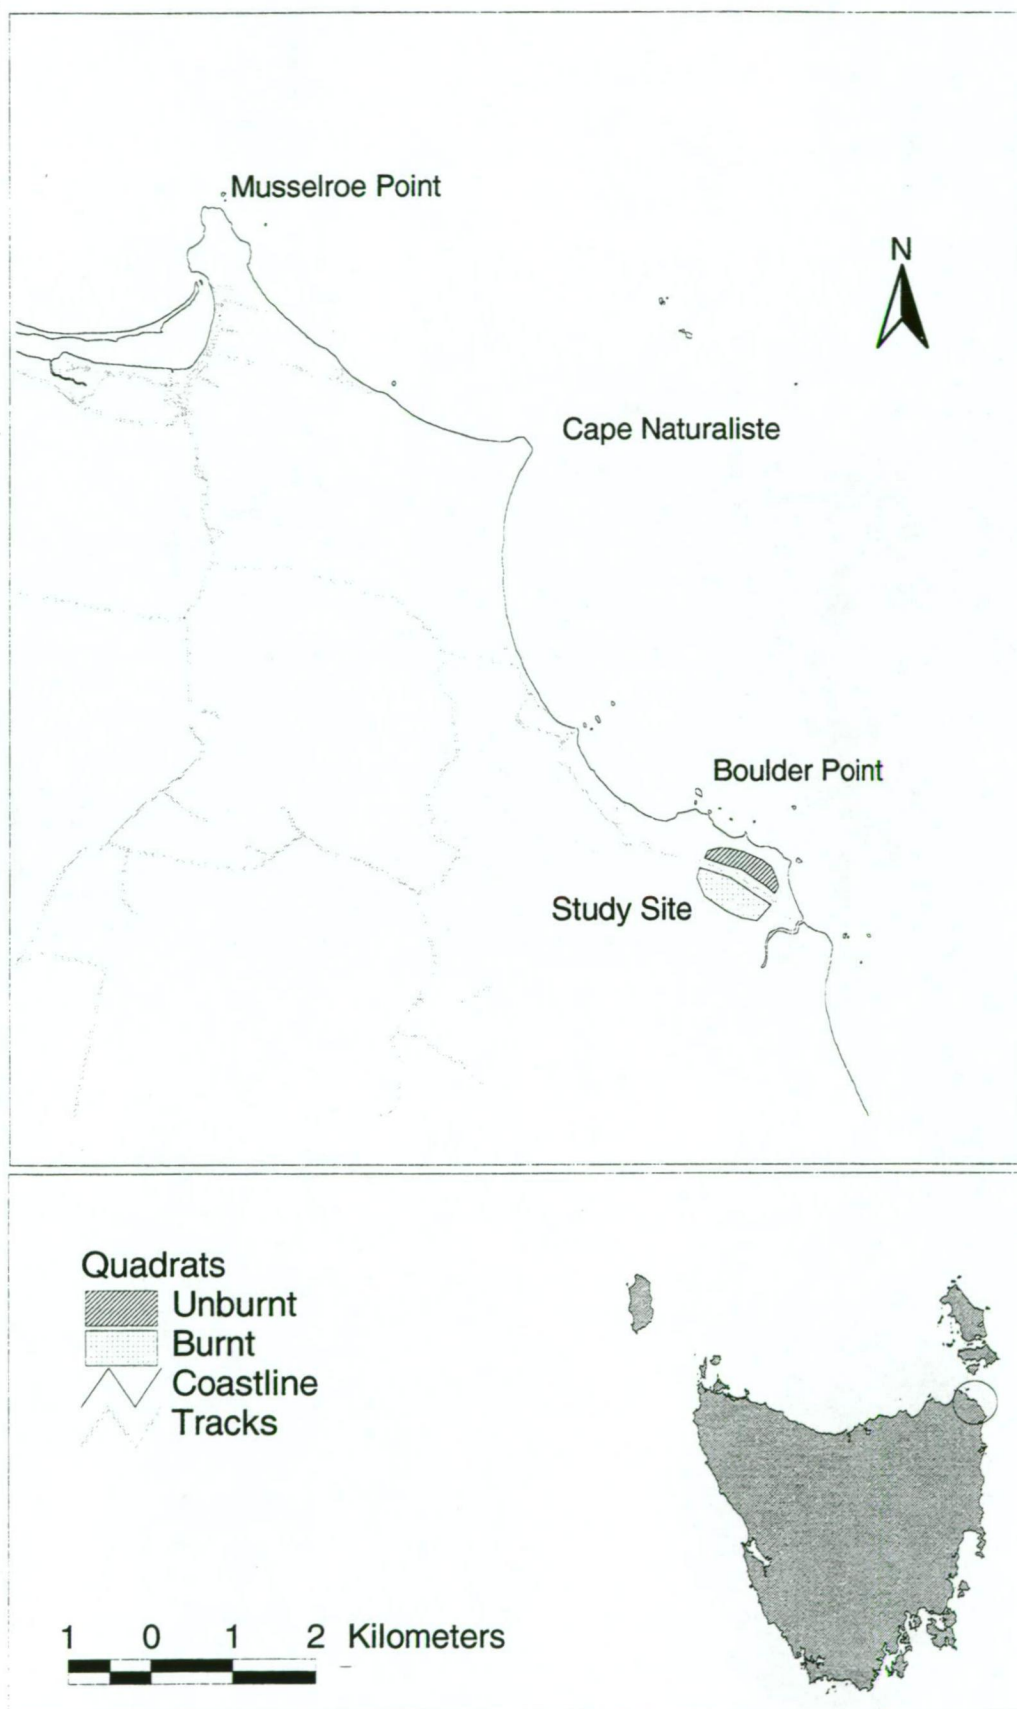 Musselroe Point
N
Cape Naturaliste
Boulder Point
Study Site
Quadrats
Unburnt
Burnt
Coastline
Tracks
1 0 1 2 Kilometers